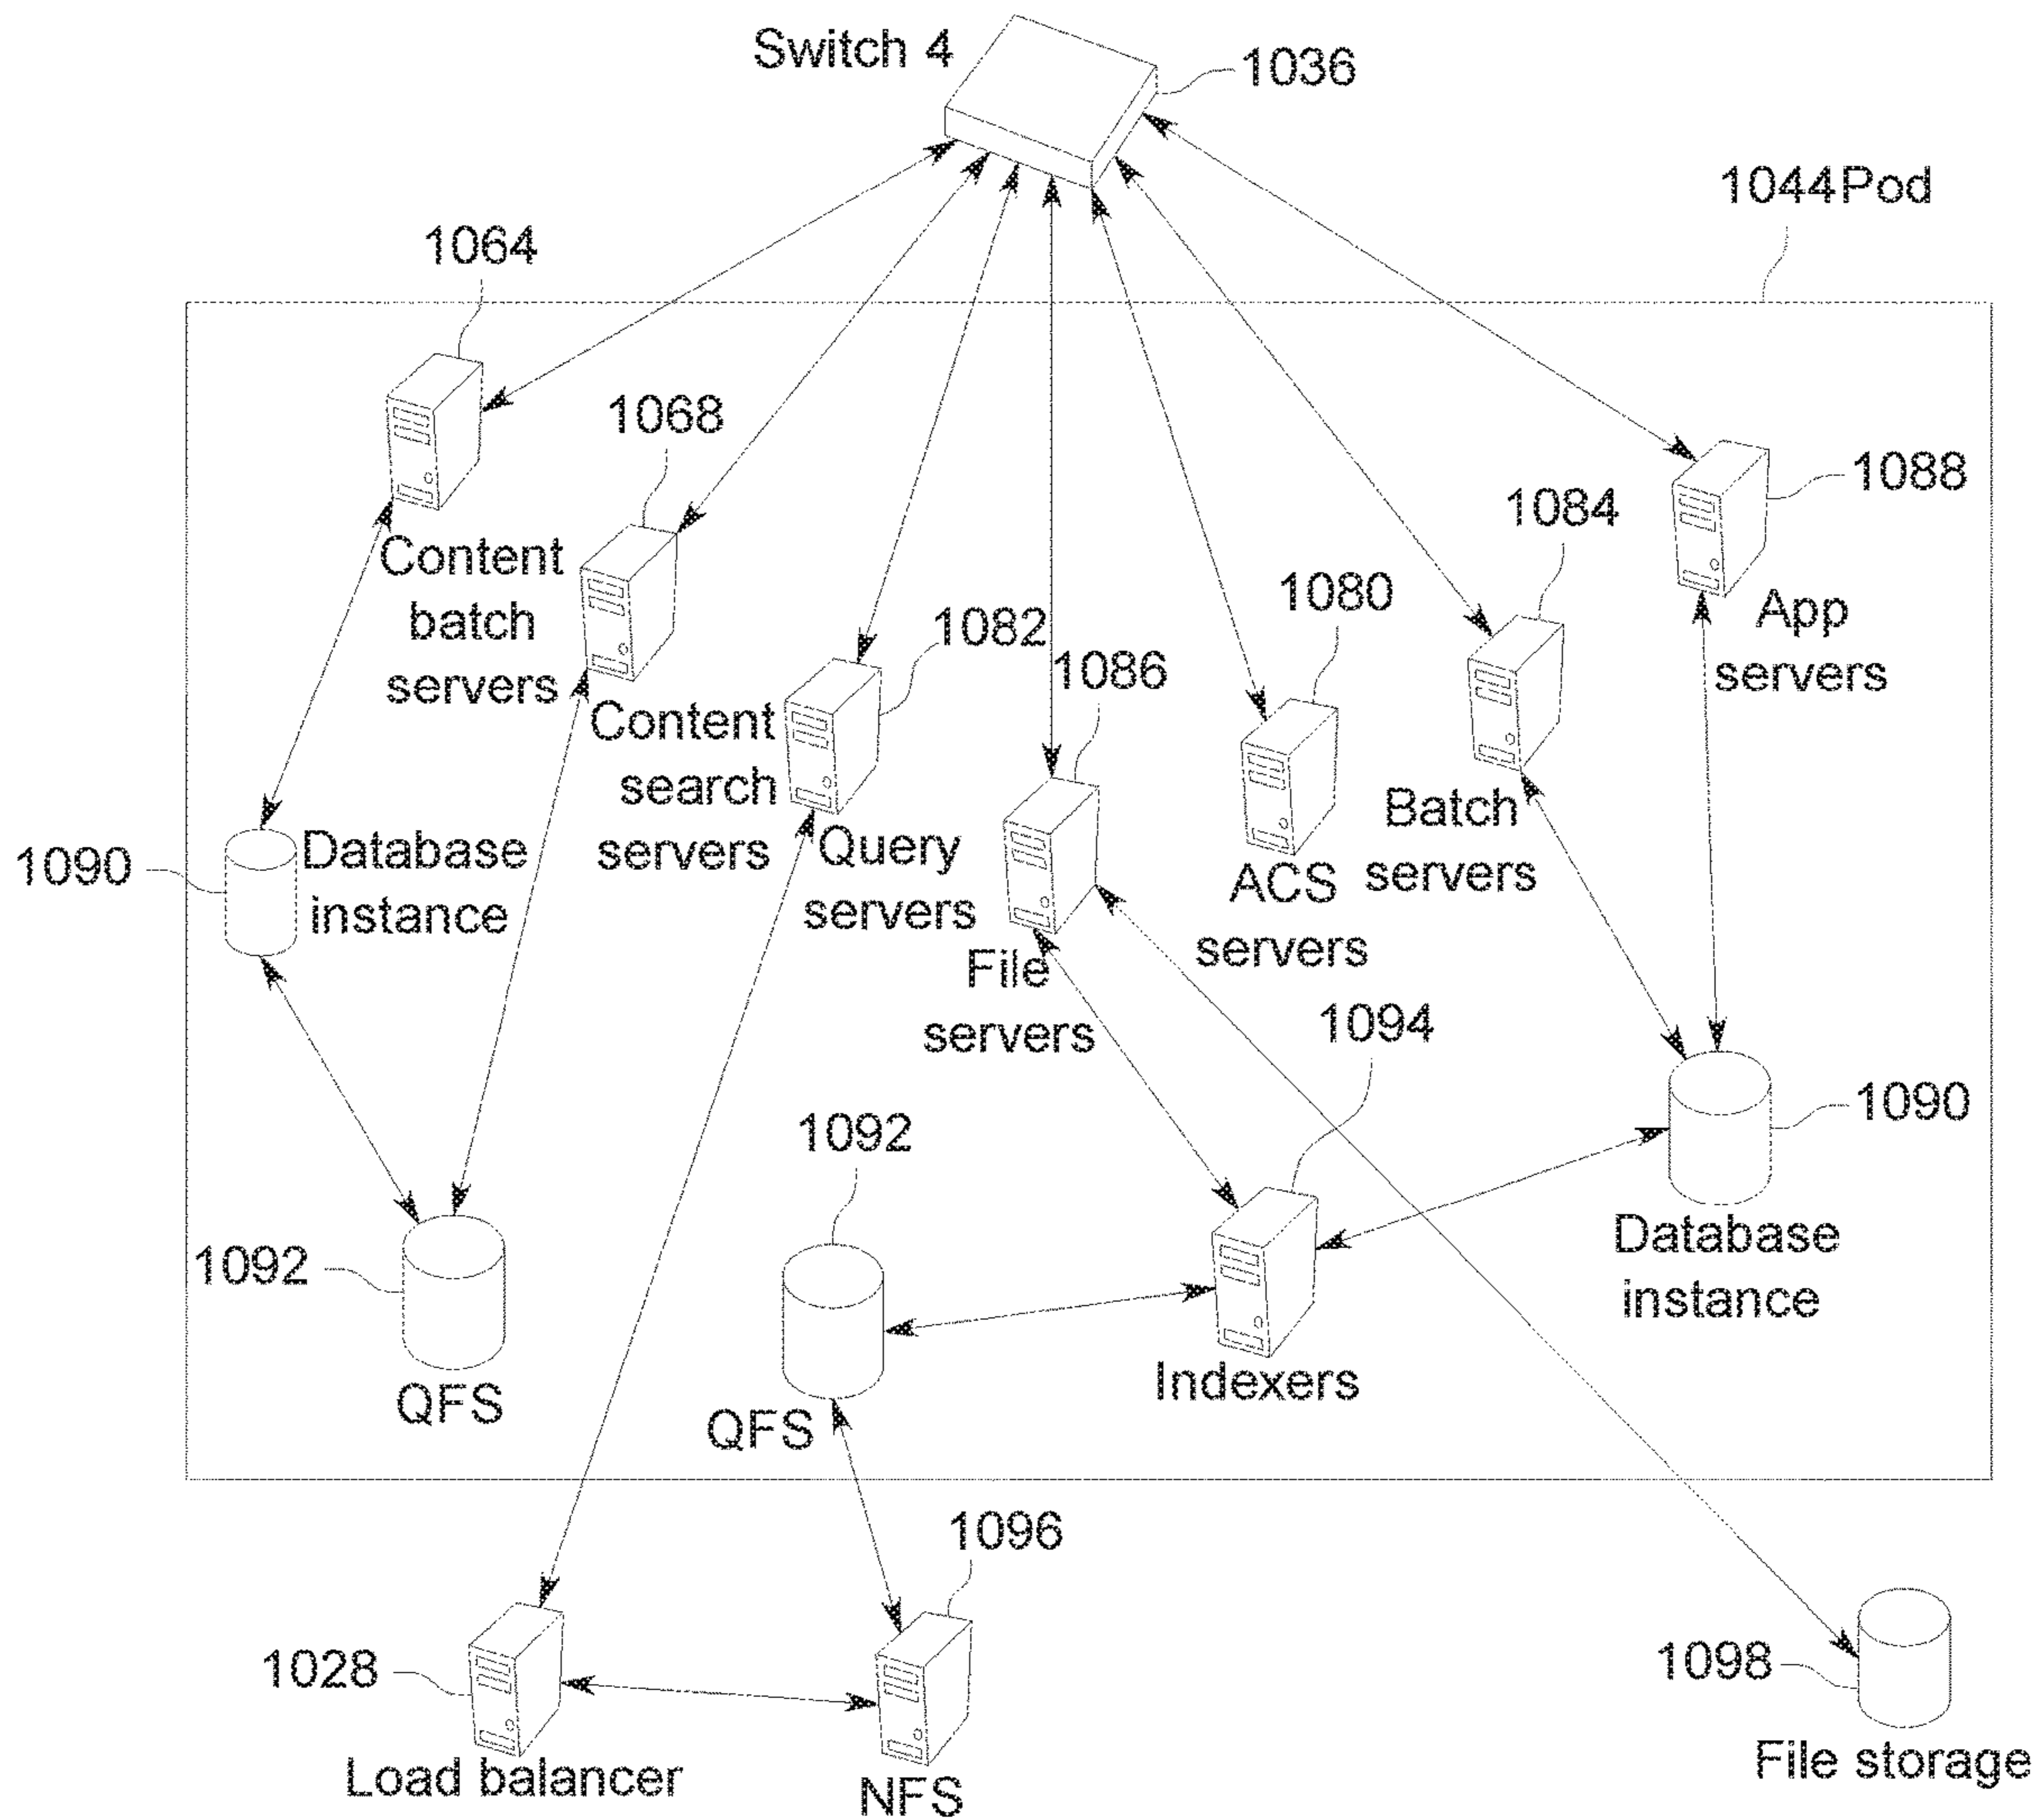 Switch 4
1036
1044Pod
1064
1068
1088
1084
Content
batch
servers
1080
App
servers
1082
1086
Content
search
servers
Batch
servers
1090
Database
instance
Query
servers
ACS
servers
File
servers
1094
1090
1092
Database
instance
1092
QFS
Indexers
QFS
1096
1028
1098
Load balancer
NFS
File storage